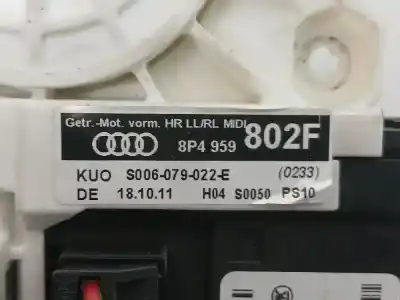 Getr.-Mot. vorm. HR LL/RL MIDI
8P4 959 802F
KUO S006-079-022-E (0233)
DE 18.10.11 H04 S0050 PS10